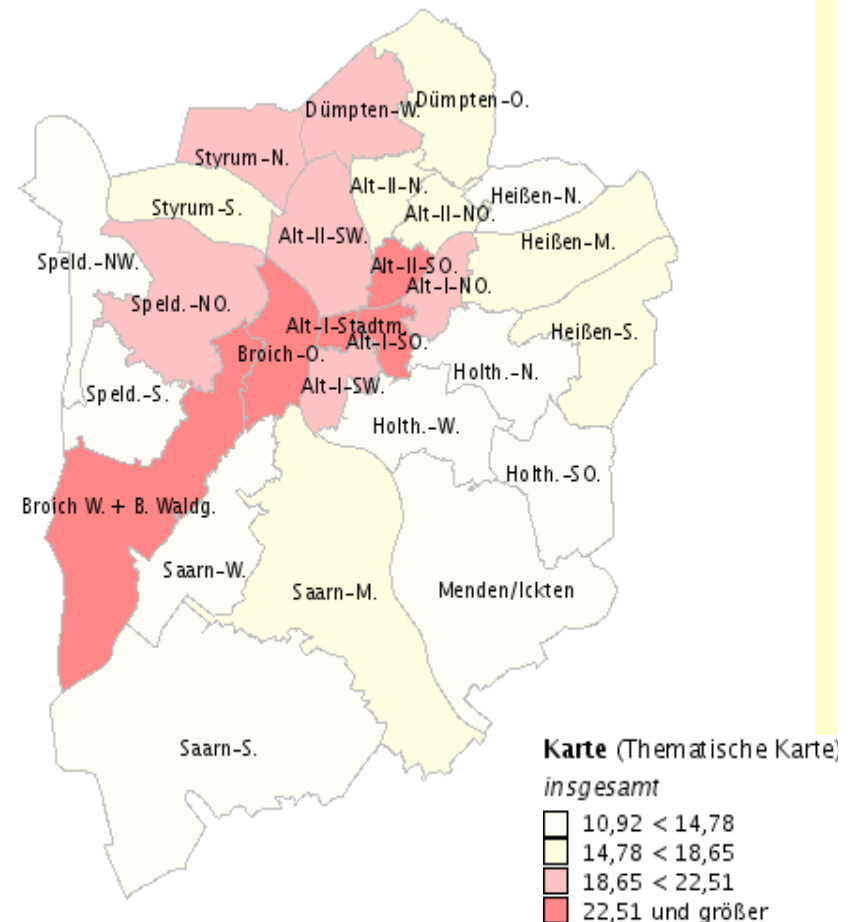 Dümpten-O.
Dümpten-W.
Styrum-N.
Alt-II-N.
Heißen-N.
Styrum-S.
Alt-II-NO.
Alt-II-SW.
Heißen-M.
Speld.-NW.
Alt-II-SO.
Alt-I-NO.
Speld.-NO.
Alt-I-Stadtm.
Heißen-S.
Alt-I-SO.
Broich-O.
Holth.-N.
Alt-I-SW.
Speld.-S.
Holth.-W.
Holth.-SO.
Broich W. + B. Waldg.
Saarn-W.
Saarn-M.
Menden/Ickten
Saarn-S.
Karte (Thematische Karte)
insgesamt
10,92 < 14,78
14,78 < 18,65
18,65 < 22,51
22,51 und größer